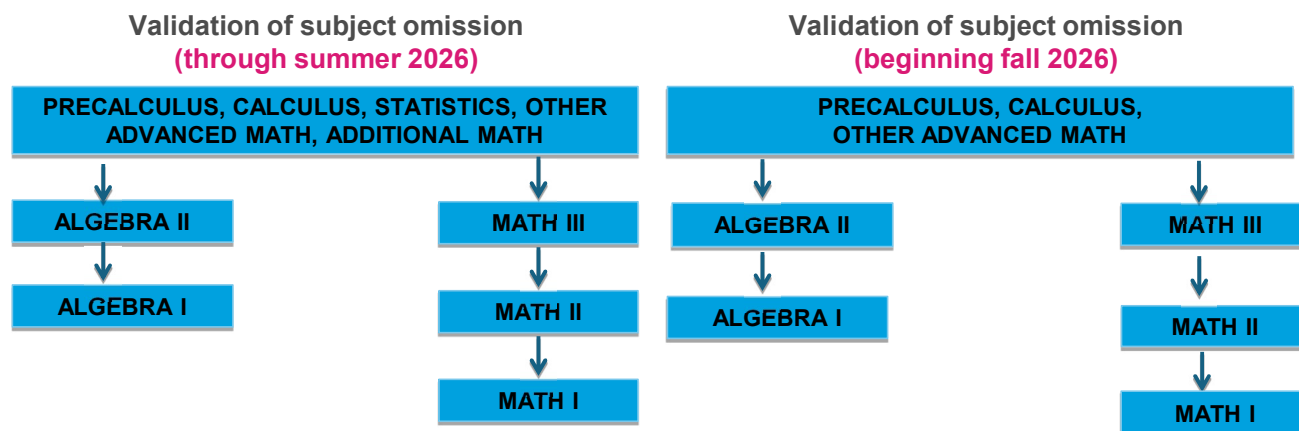 Validation of subject omission
(through summer 2026)
PRECALCULUS, CALCULUS, STATISTICS, OTHER
ADVANCED MATH, ADDITIONAL MATH
ALGEBRA II
ALGEBRA I
MATH III
MATH II
MATH I
Validation of subject omission
(beginning fall 2026)
PRECALCULUS, CALCULUS,
OTHER ADVANCED MATH
ALGEBRA II
ALGEBRA I
MATH III
MATH II
MATH I